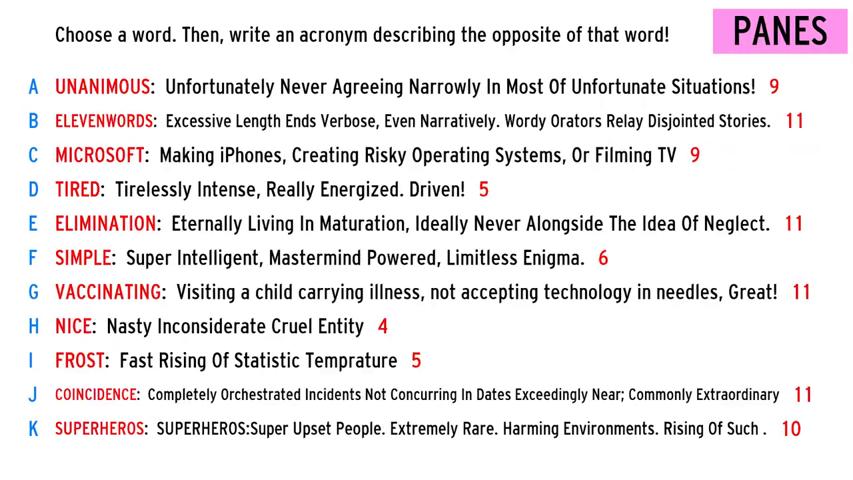 Choose a word. Then, write an acronym describing the opposite of that word!
PANES
A UNANIMOUS: Unfortunately Never Agreeing Narrowly In Most Of Unfortunate Situations! 9
B ELEVENWORDS: Excessive Length Ends Verbose, Even Narratively. Wordy Orators Relay Disjointed Stories. 11
C MICROSOFT: Making iPhones, Creating Risky Operating Systems, Or Filming TV 9
D TIRED: Tirelessly Intense, Really Energized. Driven! 5
E ELIMINATION: Eternally Living In Maturation, Ideally Never Alongside The Idea Of Neglect. 11
F SIMPLE: Super Intelligent, Mastermind Powered, Limitless Enigma. 6
G VACCINATING: Visiting a child carrying illness, not accepting technology in needles, Great! 11
H NICE: Nasty Inconsiderate Cruel Entity 4
I FROST: Fast Rising Of Statistic Temprature 5
J COINCIDENCE: Completely Orchestrated Incidents Not Concurring In Dates Exceedingly Near; Commonly Extraordinary 11
K SUPERHEROS: SUPERHEROS:Super Upset People. Extremely Rare. Harming Environments. Rising Of Such . 10